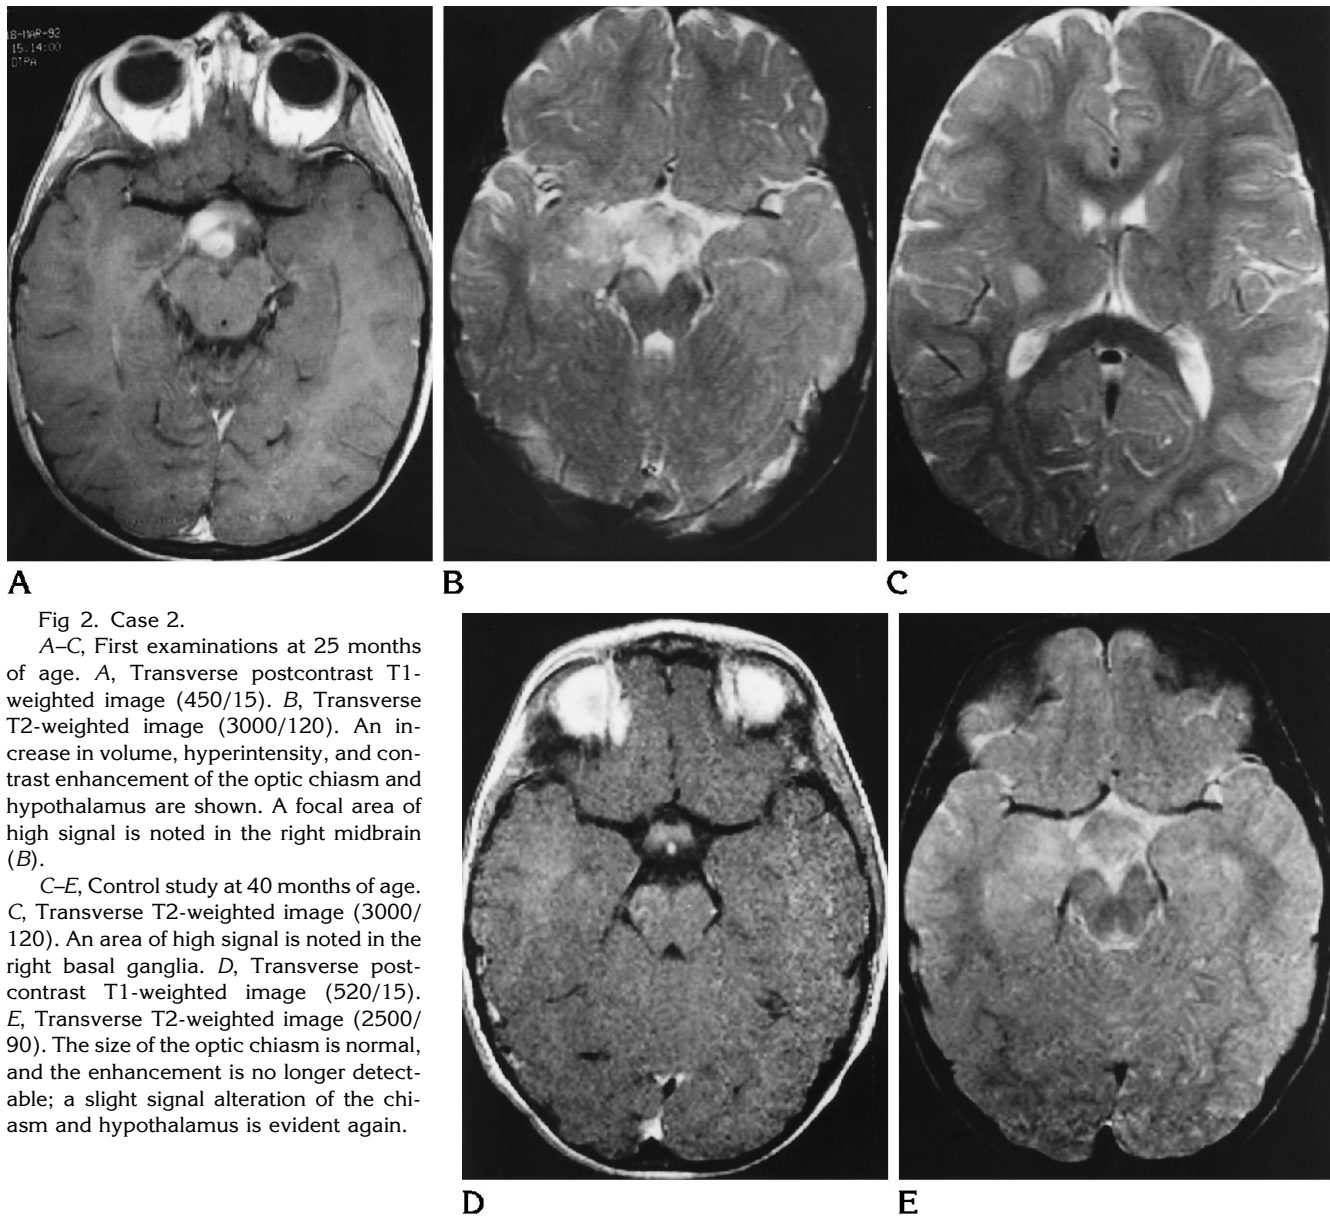 18-MAR-92
15:14:00
DTPA
A
B
C
Fig 2. Case 2.
A–C, First examinations at 25 months
of age. A, Transverse postcontrast T1-
weighted image (450/15). B, Transverse
T2-weighted image (3000/120). An in-
crease in volume, hyperintensity, and con-
trast enhancement of the optic chiasm and
hypothalamus are shown. A focal area of
high signal is noted in the right midbrain
(B).
C–E, Control study at 40 months of age.
C, Transverse T2-weighted image (3000/
120). An area of high signal is noted in the
right basal ganglia. D, Transverse post-
contrast T1-weighted image (520/15).
E, Transverse T2-weighted image (2500/
90). The size of the optic chiasm is normal,
and the enhancement is no longer detect-
able; a slight signal alteration of the chi-
asm and hypothalamus is evident again.
D
E